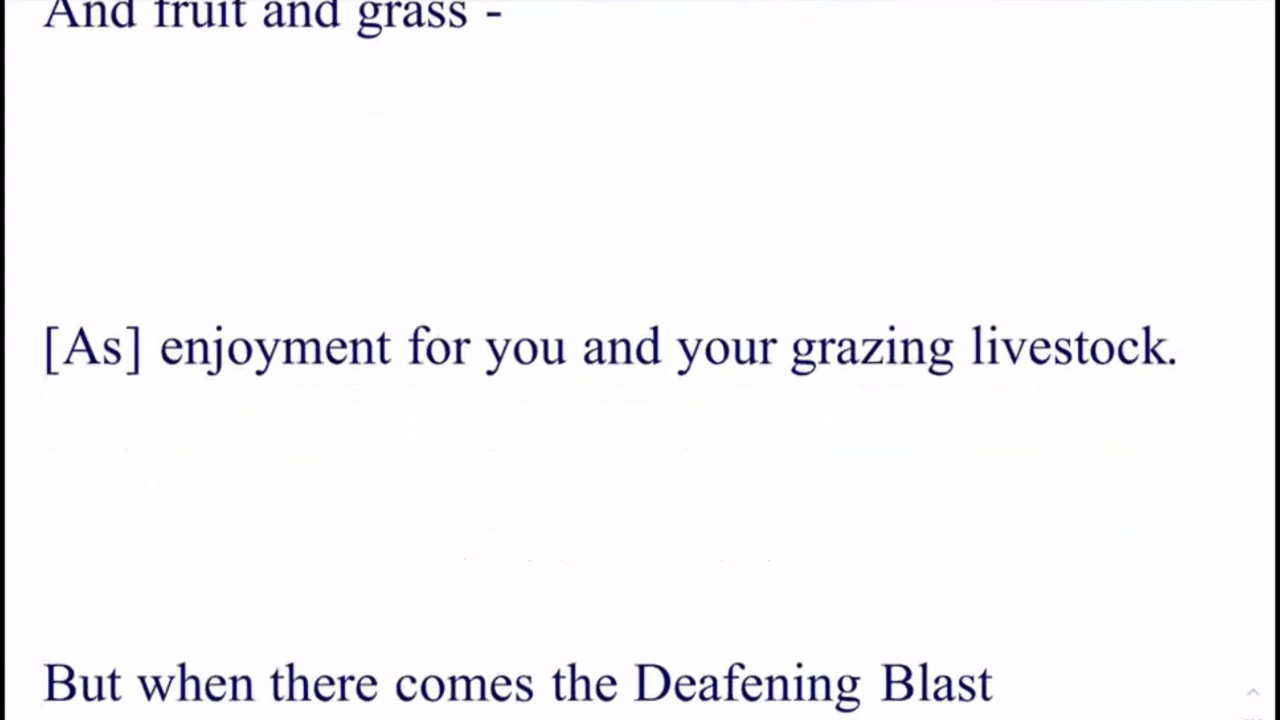 And fruit and grass -
[As] enjoyment for you and your grazing livestock.
But when there comes the Deafening Blast